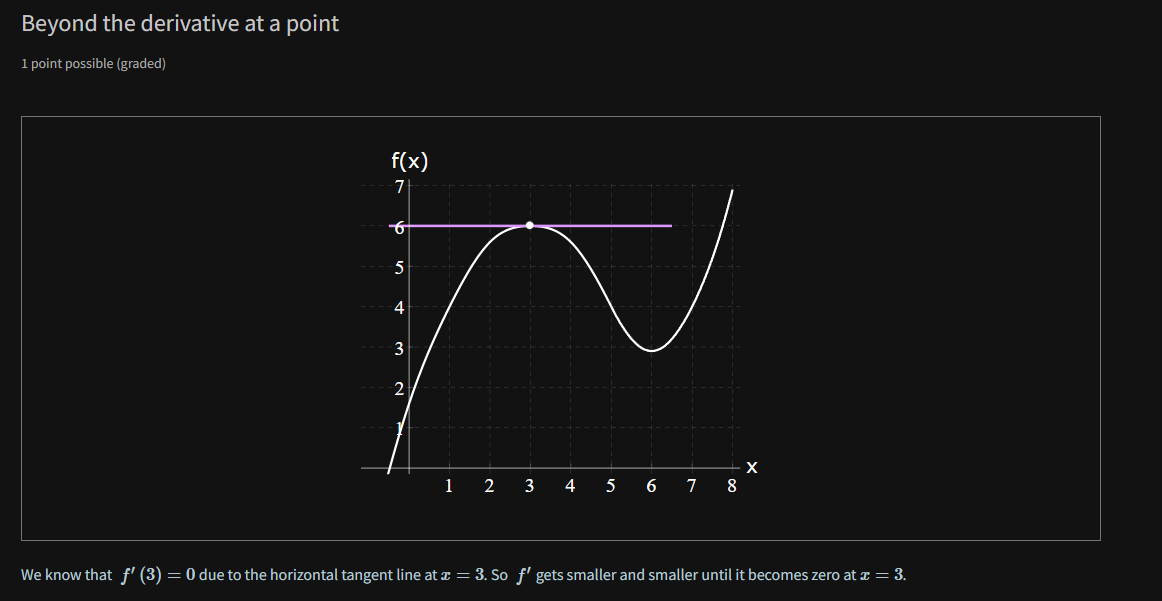 Beyond the derivative at a point
1 point possible (graded)
f(x)
7
6
5
4
3
2
1
x
1 2 3 4 5 6 7 8
We know that f′ (3) = 0 due to the horizontal tangent line at x = 3. So f′ gets smaller and smaller until it becomes zero at x = 3.